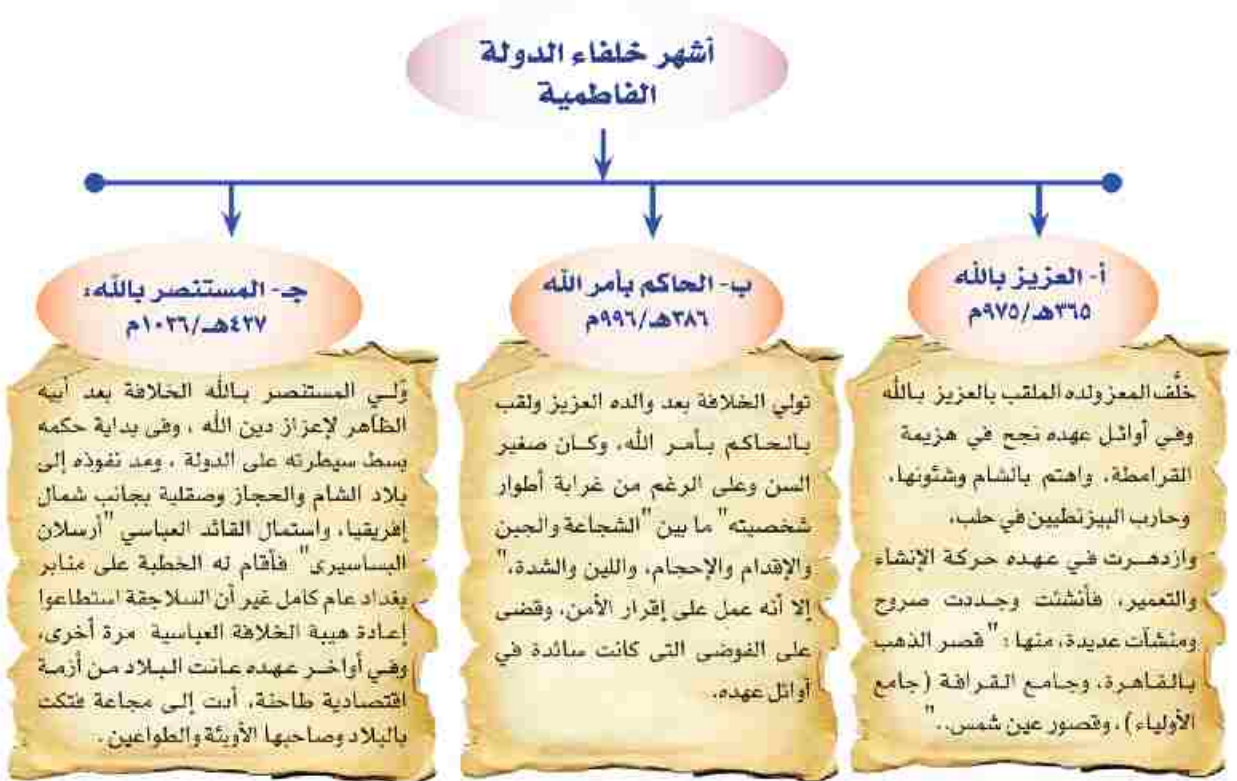 أشهر خلفاء الدولة
الفاطمية
أ- العزيز بالله
٣٦٥هـ/٩٧٥م
خلَّف المعز ولده الملقب بالعزيز بالله
وفي أوائل عهده نجح في هزيمة
القرامطة، واهتم بالشام وشئونها،
وحارب البيزنطيين في حلب،
وازدهرت في عهده حركة الإنشاء
والتعمير، فأنشئت وجددت صروح
ومنشآت عديدة، منها: "قصر الذهب
بالقاهرة، وجامع القرافة (جامع
الأولياء)، وقصور عين شمس.."
ب- الحاكم بأمر الله
٣٨٦هـ/٩٩٦م
تولي الخلافة بعد والده العزيز ولقب
بالحاكم بأمر الله، وكان صغير
السن وعلى الرغم من غرابة أطوار
شخصيته" ما بين "الشجاعة والجبن
والإقدام والإحجام، واللين والشدة،"
إلا أنه عمل على إقرار الأمن، وقضى
على الفوضى التى كانت سائدة في
أوائل عهده.
جـ- المستنصر بالله:
٤٢٧هـ/١٠٣٦م
وَلي المستنصر بالله الخلافة بعد أبيه
الظاهر لإعزاز دين الله ، وفى بداية حكمه
بسط سيطرته على الدولة ، ومد نفوذه إلى
بلاد الشام والحجاز وصقلية بجانب شمال
إفريقيا، واستمال القائد العباسي "أرسلان
البساسيرى" فأقام له الخطبة على منابر
بغداد عام كامل غير أن السلاجقة استطاعوا
إعادة هيبة الخلافة العباسية مرة أخرى،
وفي أواخر عهده عانت البلاد من أزمة
اقتصادية طاحنة، أدت إلى مجاعة فتكت
بالبلاد وصاحبها الأوبئة والطواعين .